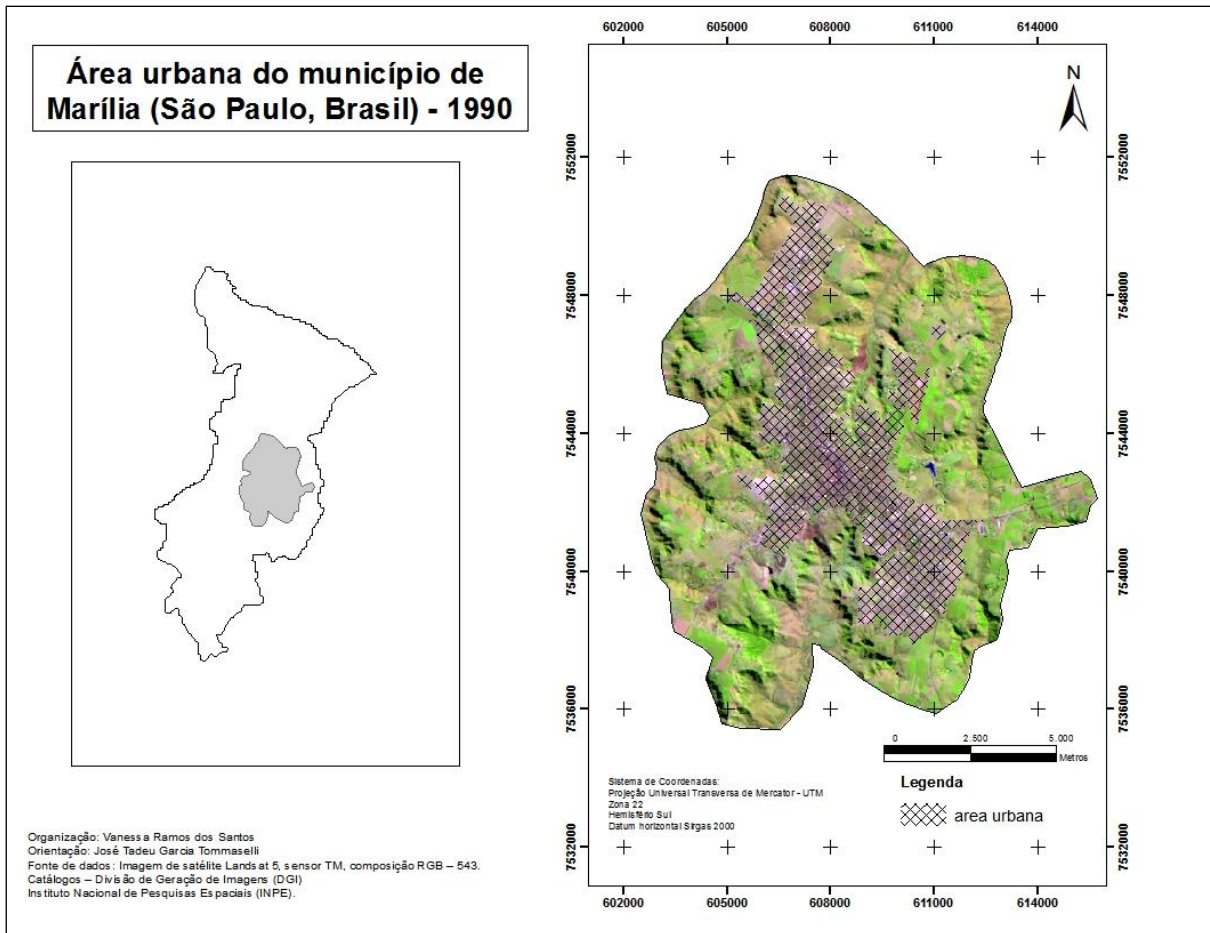 Área urbana do município de
Marília (São Paulo, Brasil) - 1990
602000 605000 608000 611000 614000
N
7552000 7552000
7548000 7548000
7544000 7544000
7540000 7540000
7536000 7536000
7532000 7532000
0 2.500 5.000
Metros
Sistema de Coordenadas:
Projeção Universal Transversa de Mercator - UTM
Zona 22
Hemisfério Sul
Datum horizontal Sirgas 2000
Legenda
area urbana
602000 605000 608000 611000 614000
Organização: Vanessa Ramos dos Santos
Orientação: José Tadeu Garcia Tommaselli
Fonte de dados: Imagem de satélite Landsat 5, sensor TM, composição RGB – 543.
Catálogos – Divisão de Geração de Imagens (DGI)
Instituto Nacional de Pesquisas Espaciais (INPE).